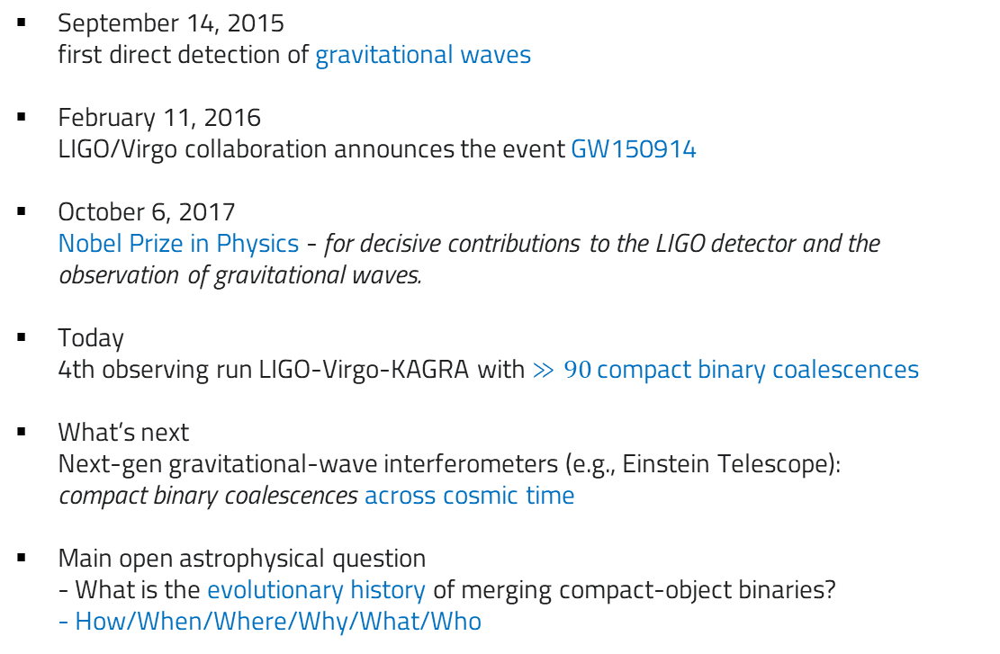 ▪ September 14, 2015
first direct detection of gravitational waves
▪ February 11, 2016
LIGO/Virgo collaboration announces the event GW150914
▪ October 6, 2017
Nobel Prize in Physics - for decisive contributions to the LIGO detector and the
observation of gravitational waves.
▪ Today
4th observing run LIGO-Virgo-KAGRA with ≫ 90 compact binary coalescences
▪ What's next
Next-gen gravitational-wave interferometers (e.g., Einstein Telescope):
compact binary coalescences across cosmic time
▪ Main open astrophysical question
- What is the evolutionary history of merging compact-object binaries?
- How/When/Where/Why/What/Who